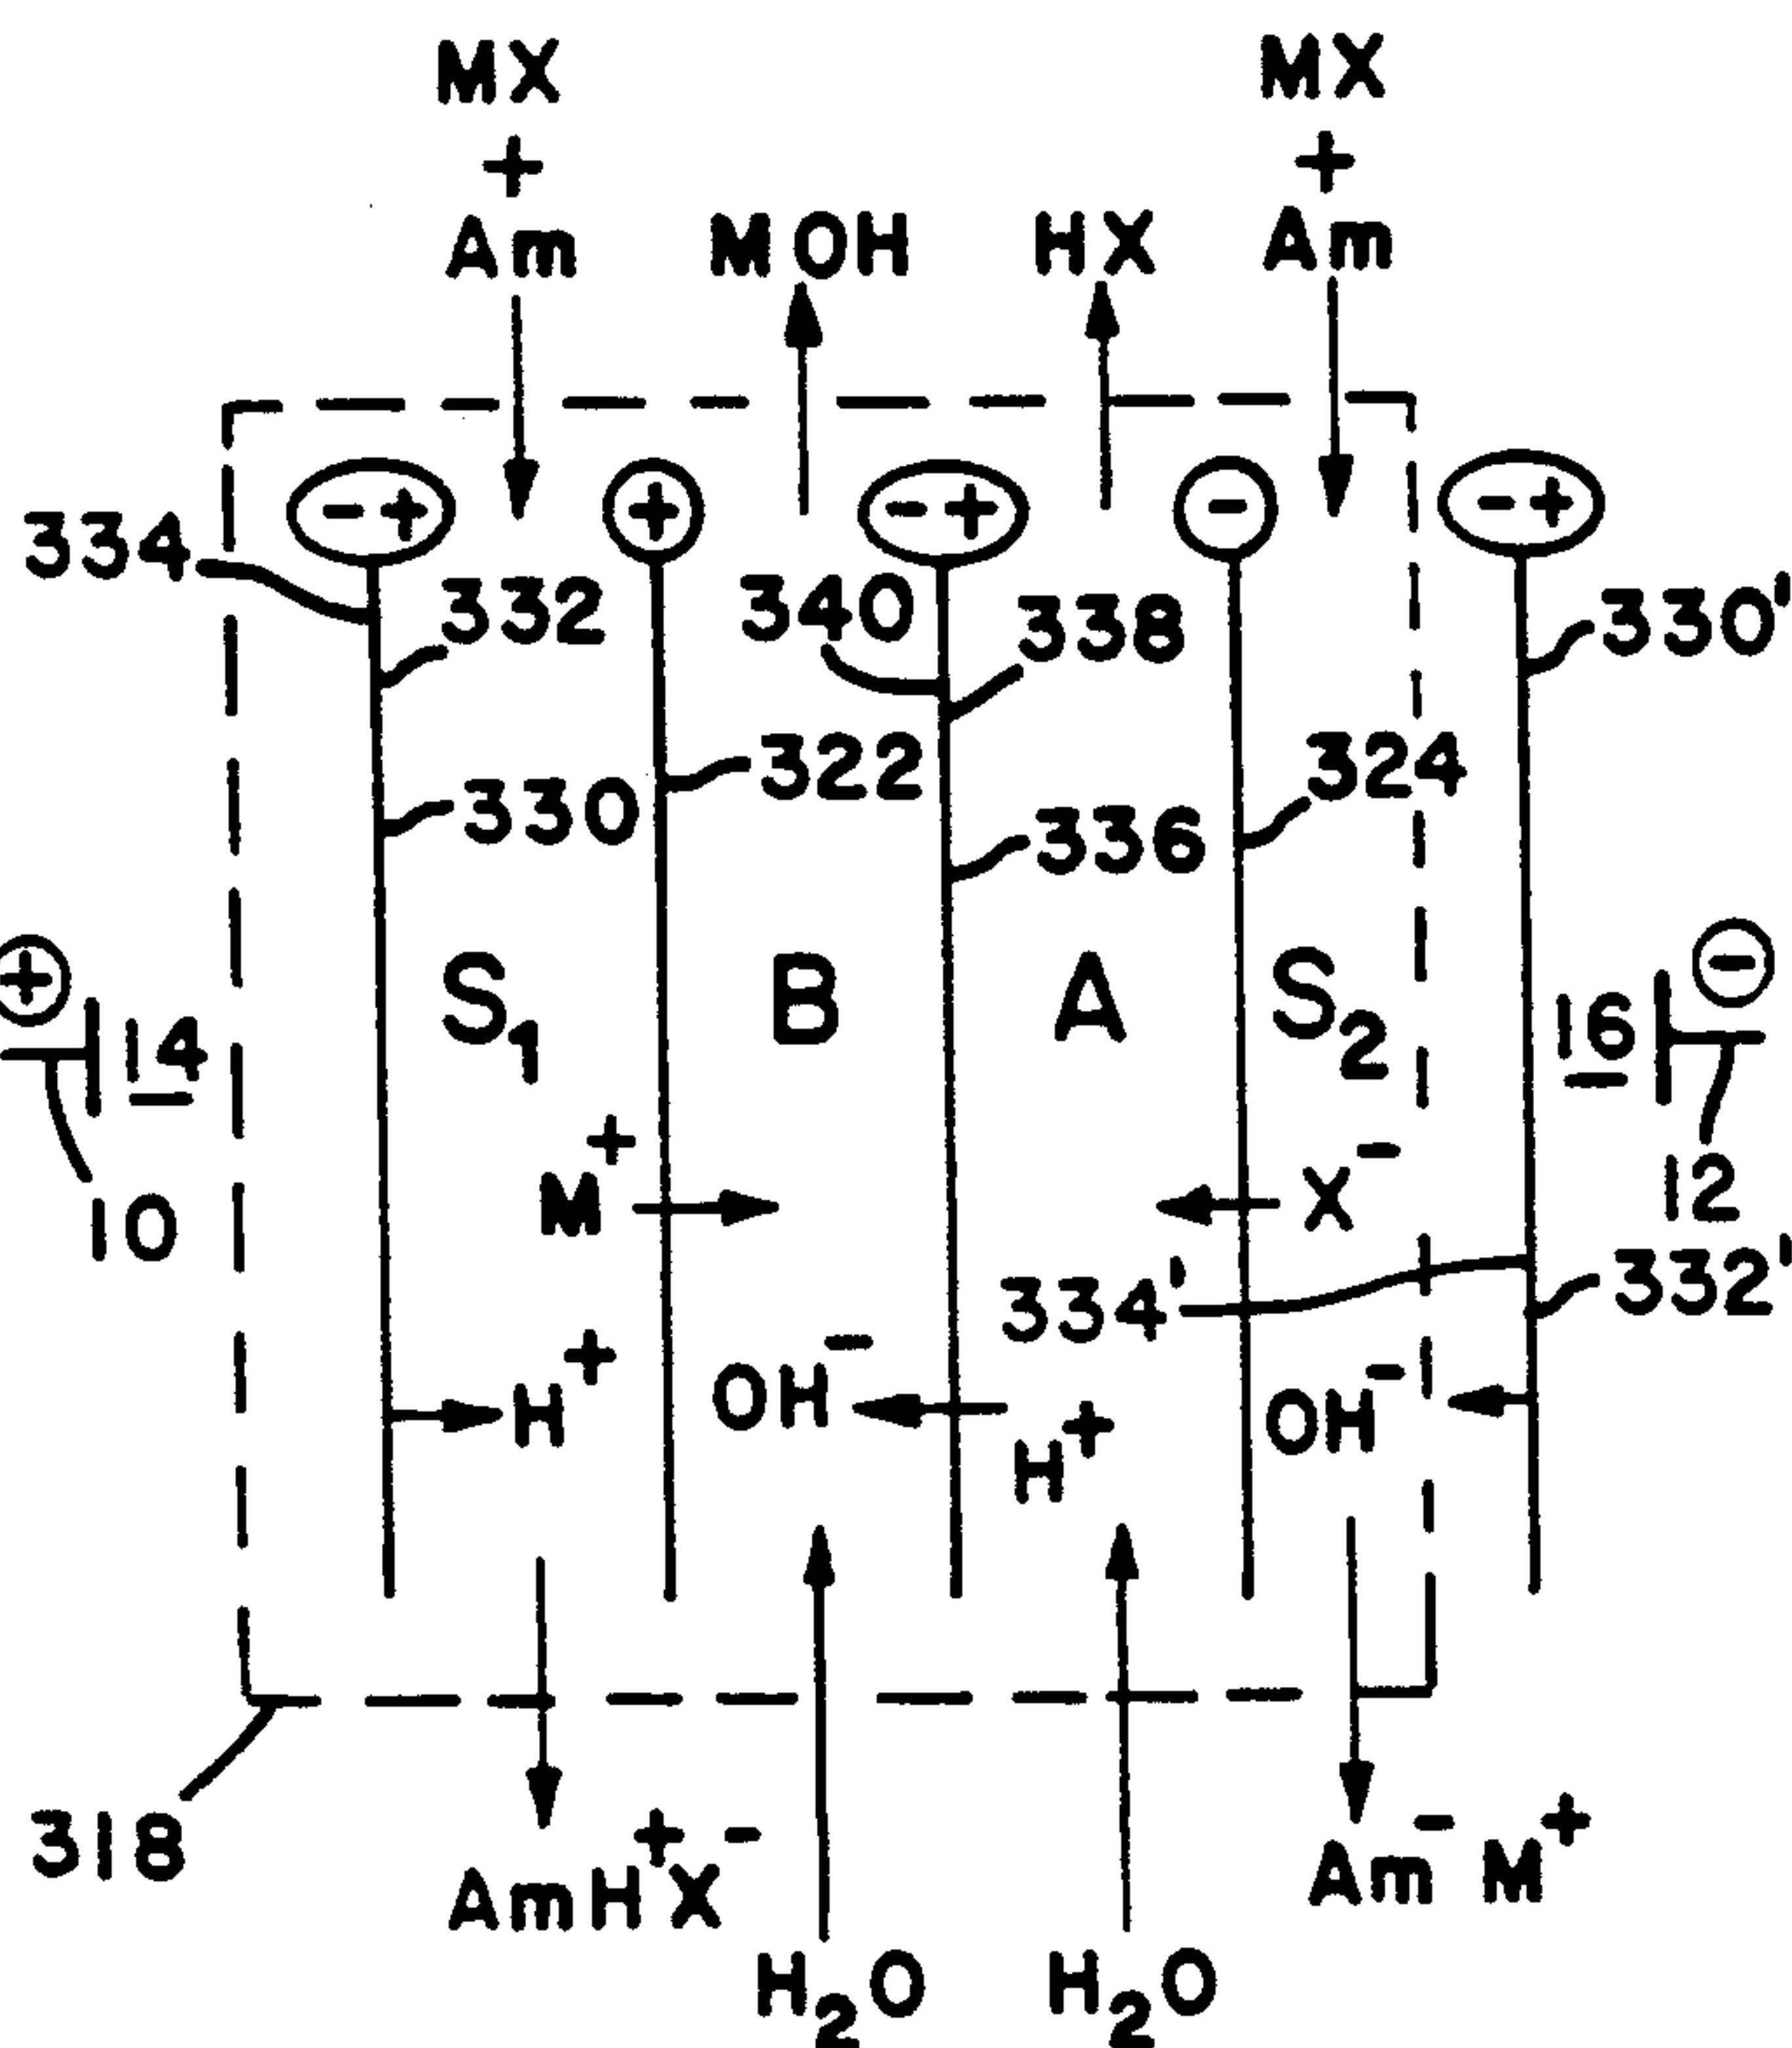 MX MX
+ +
Am MOH HX Am
- + + - + - - +
334 332 340 338 330'
322 324
330 336
+ S1 B A S2 -
14 16
M+ X-
10 12
334' 332'
H+ OH- H+ OH-
318
AmH+X- Am-M+
H2O H2O